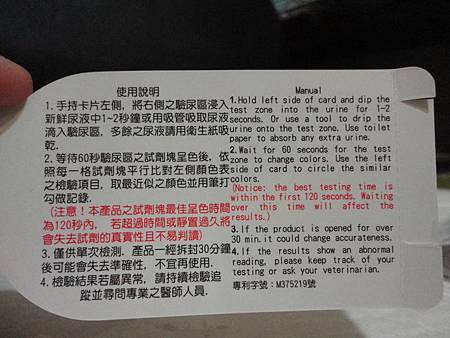 使用說明
1.手持卡片左側，將右側之驗尿區浸入
新鮮尿液中1~2秒鐘或用吸管吸取尿液
滴入驗尿區，多餘之尿液請用衛生紙吸
乾.
2.等待60秒驗尿區之試劑塊呈色後，依
照每一格試劑塊平行比對左側顏色表
之檢驗項目，取最近似之顏色並用筆打
勾做記錄.
(注意！本產品之試劑塊最佳呈色時間
為120秒內， 若超過時間或靜置過久將
會失去試劑的真實性且不易判讀)
3.僅供單次檢測，產品一經拆封30分鐘
後可能會失去準確性，不宜再使用.
4.檢驗結果若屬異常，請持續檢驗追
蹤並尋問專業之醫師人員.
Manual
1.Hold left side of card and dip the
test zone into the urine for 1-2
seconds. Or use a tool to drip the
urine onto the test zone. Use toilet
paper to absorb any extra urine.
2.Wait for 60 seconds for the test
zone to change colors. Use the left
side of card to circle the similar
colors.
(Notice: the best testing time is
within the first 120 seconds. Waiting
over this time will affect the
results.)
3.If the product is opened for over
30 min.it could change accurateness.
4.If the results show an abnormal
reading, please keep track of your
testing or ask your veterinarian.
專利字號：M375219號